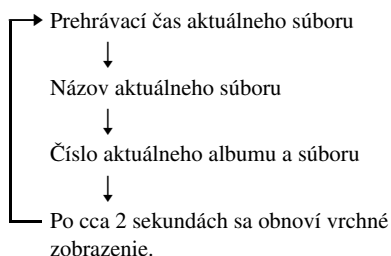 Prehrávací čas aktuálneho súboru
Názov aktuálneho súboru
Číslo aktuálneho albumu a súboru
Po cca 2 sekundách sa obnoví vrchné
zobrazenie.